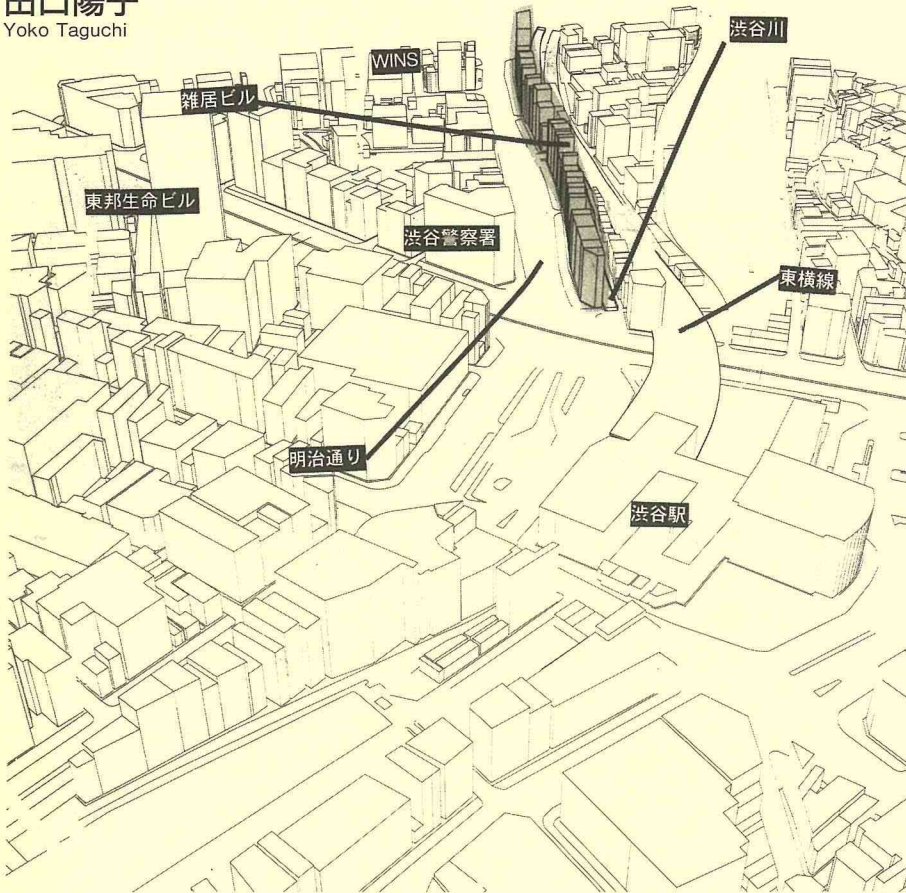 田口陽子
Yoko Taguchi
渋谷川
WINS
雑居ビル
東邦生命ビル
渋谷警察署
東横線
明治通り
渋谷駅